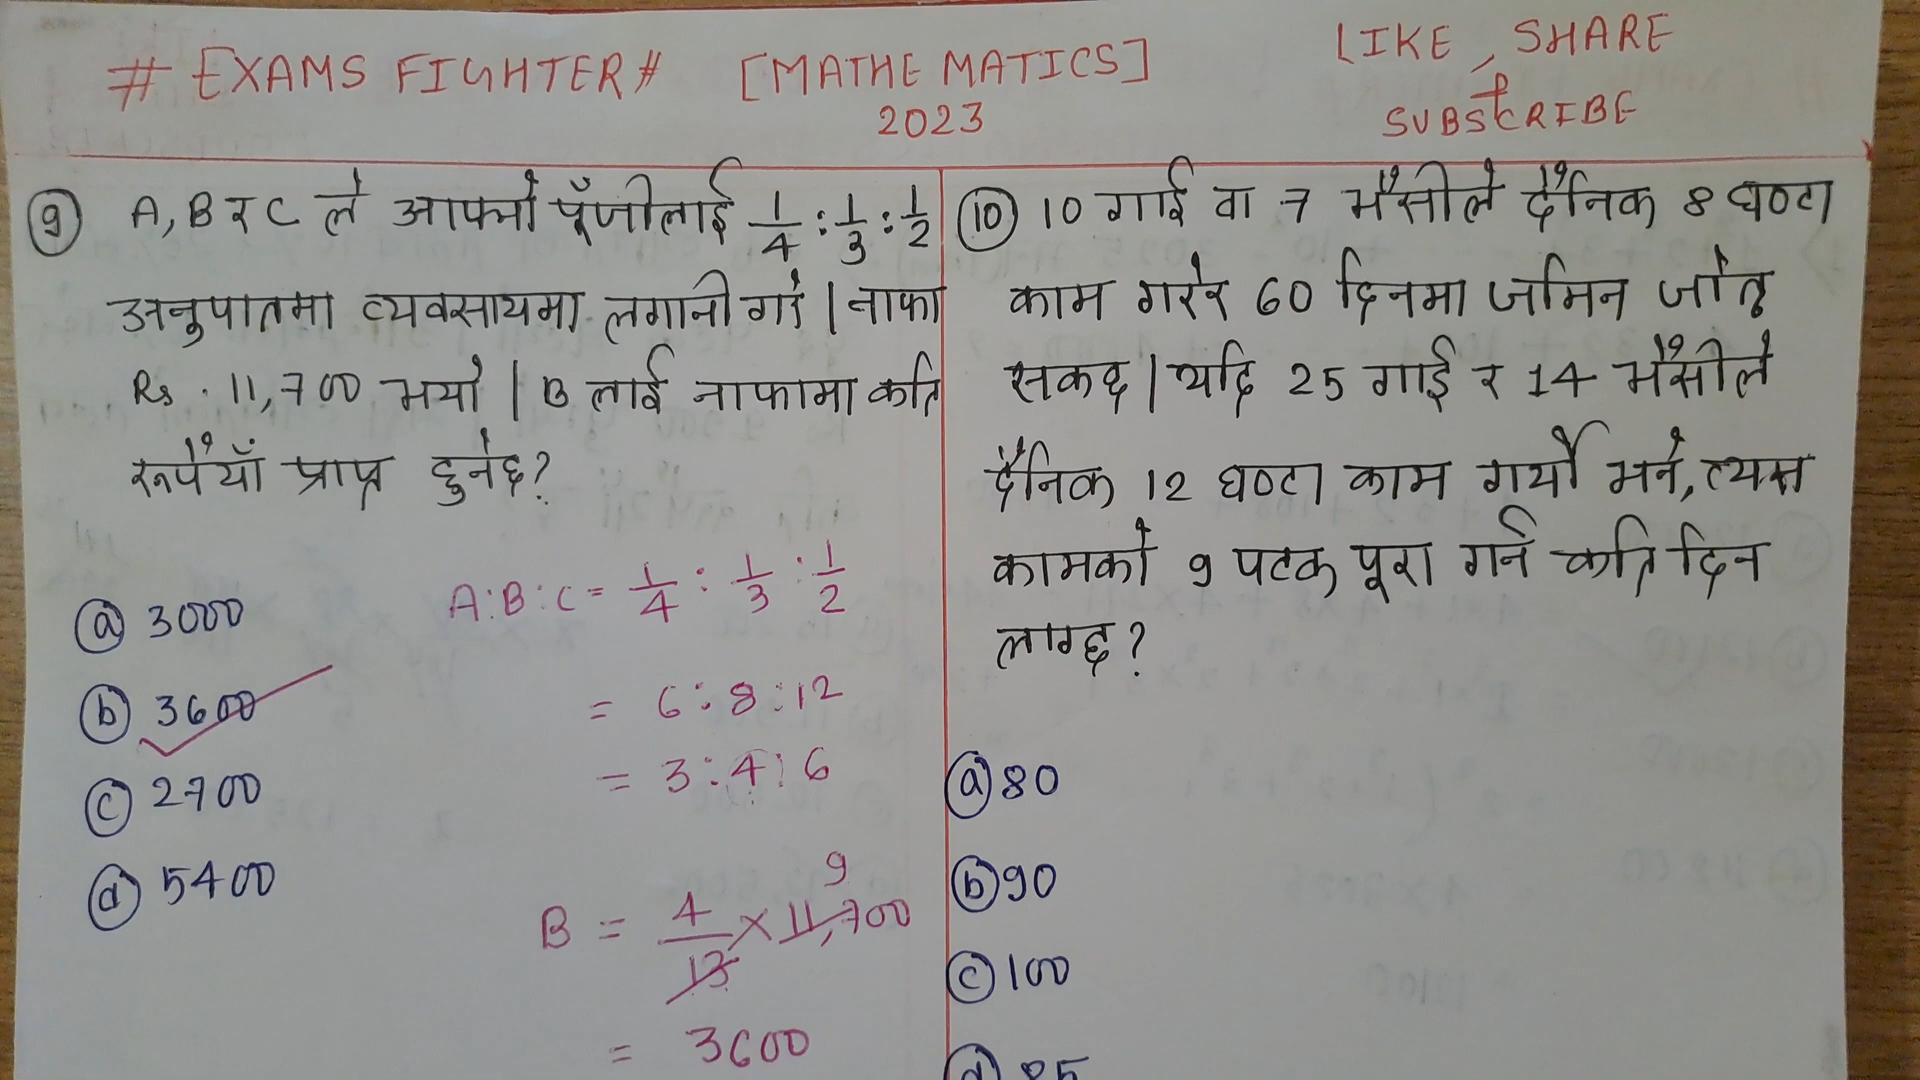 # EXAMS FIGHTER# [MATHEMATICS] 2023
LIKE, SHARE & SUBSCRIBE
9 A, B र C ले आफ्नो पूँजीलाई 1/4 : 1/3 : 1/2
अनुपातमा व्यवसायमा लगानी गरे । नाफा
Rs. 11,700 भयो । B लाई नाफामा कति
रूपैयाँ प्राप्त हुनेछ?
a 3000
b 3600
c 2700
d 5400
A:B:C = 1/4 : 1/3 : 1/2
= 6:8:12
= 3:4:6
9
B = 4/13 × 11,700
= 3600
10 10 गाई वा 7 भैंसीले दैनिक 8 घण्टा
काम गरेर 60 दिनमा जमिन जोत्न
सक्छ । यदि 25 गाई र 14 भैंसीले
दैनिक 12 घण्टा काम गर्यो भने, त्यस
कामको 9 पटक पूरा गर्न कति दिन
लाग्छ?
a 80
b 90
c 100
d